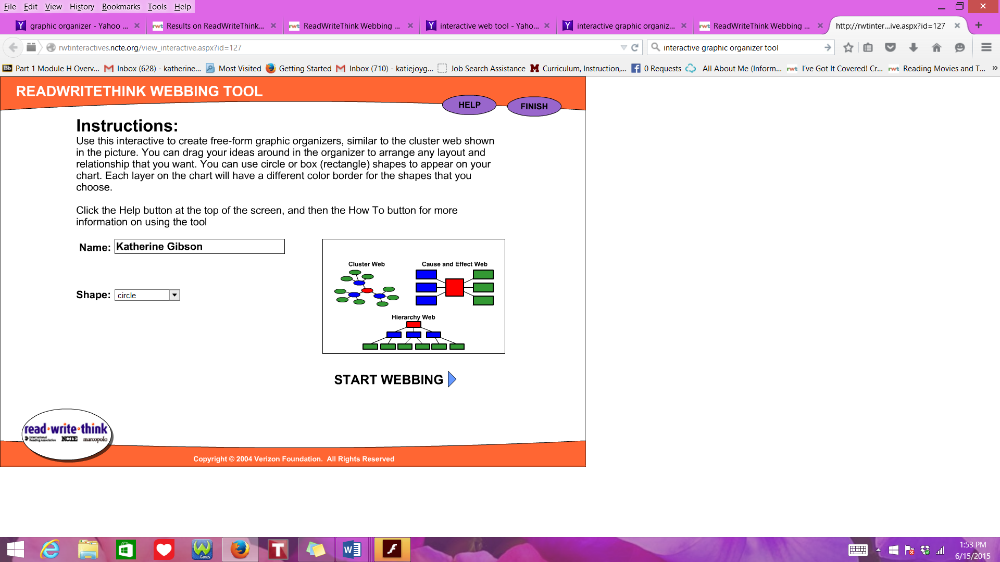 File Edit View History Bookmarks Tools Help
graphic organizer - Yahoo ... Results on ReadWriteThink... ReadWriteThink Webbing ... interactive web tool - Yaho... interactive graphic organiz... ReadWriteThink Webbing ... http://rwtinter...ive.aspx?id=127
rwtinteractives.ncte.org/view_interactive.aspx?id=127 interactive graphic organizer tool
Part 1 Module H Overv... Inbox (628) - katherine... Most Visited Getting Started Inbox (710) - katiejoyg... Job Search Assistance Curriculum, Instruction,... 0 Requests All About Me (Inform... I've Got It Covered! Cr... Reading Movies and T...
READWRITETHINK WEBBING TOOL
HELP FINISH
Instructions:
Use this interactive to create free-form graphic organizers, similar to the cluster web shown
in the picture. You can drag your ideas around in the organizer to arrange any layout and
relationship that you want. You can use circle or box (rectangle) shapes to appear on your
chart. Each layer on the chart will have a different color border for the shapes that you
choose.
Click the Help button at the top of the screen, and then the How To button for more
information on using the tool
Name: Katherine Gibson
Cluster Web Cause and Effect Web
Shape: circle
Hierarchy Web
START WEBBING
read·write·think
International
Reading Association NCTE marcopolo
Copyright © 2004 Verizon Foundation. All Rights Reserved
Games
1:53 PM
6/15/2015